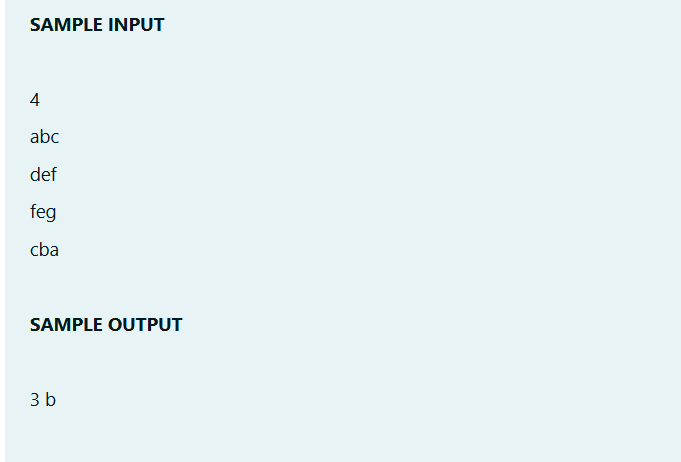 SAMPLE INPUT
4
abc
def
feg
cba
SAMPLE OUTPUT
3 b